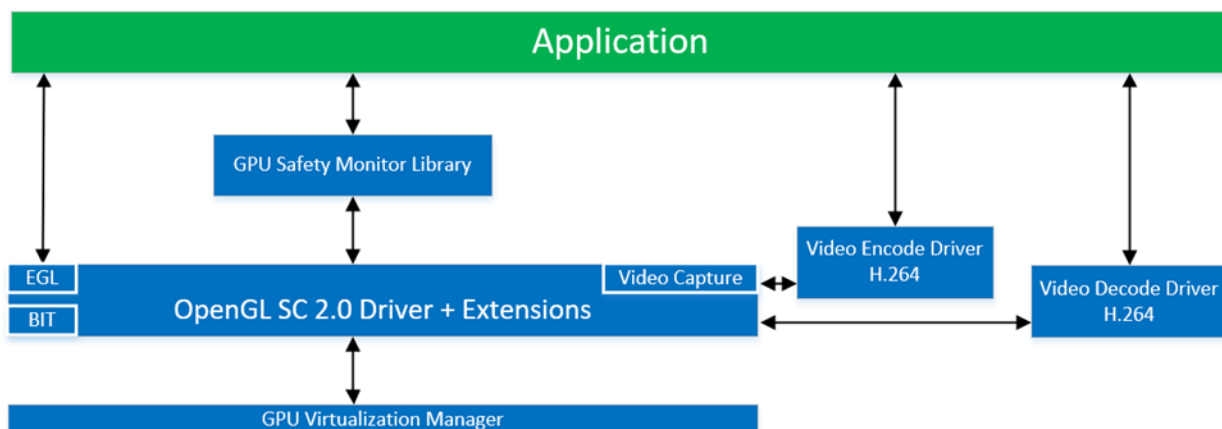 Application
GPU Safety Monitor Library
Video Encode Driver
H.264
EGL
Video Capture
Video Decode Driver
H.264
OpenGL SC 2.0 Driver + Extensions
BIT
GPU Virtualization Manager